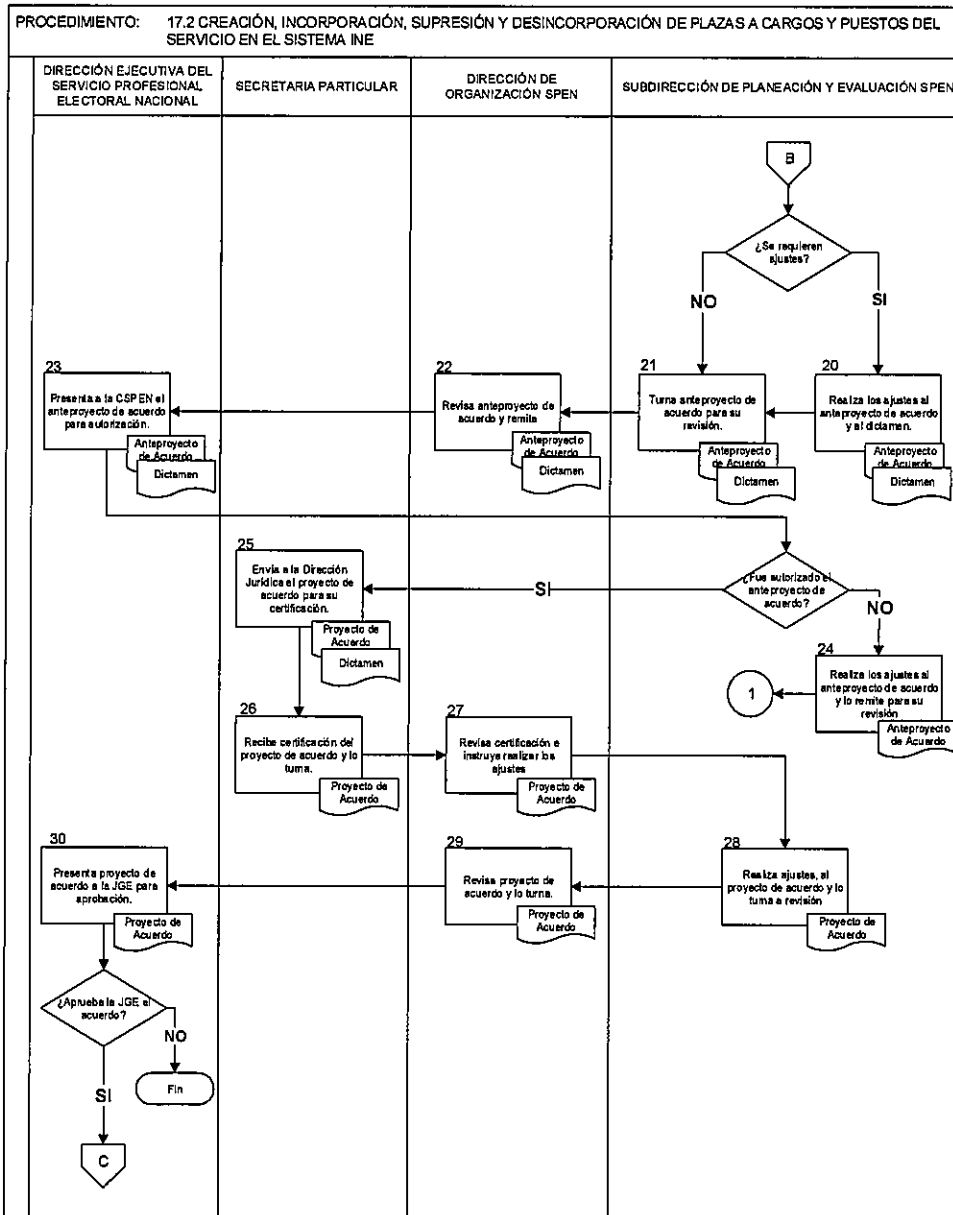 PROCEDIMIENTO: 17.2 CREACIÓN, INCORPORACIÓN, SUPRESIÓN Y DESINCORPORACIÓN DE PLAZAS A CARGOS Y PUESTOS DEL
SERVICIO EN EL SISTEMA INE
DIRECCIÓN EJECUTIVA DEL
SERVICIO PROFESIONAL
ELECTORAL NACIONAL
SECRETARIA PARTICULAR
DIRECCIÓN DE
ORGANIZACIÓN SPEN
SUBDIRECCIÓN DE PLANEACIÓN Y EVALUACIÓN SPEN
B
¿Se requieren
ajustes?
NO
SI
23
Presenta a la CSPEN el
anteproyecto de acuerdo
para autorización.
Anteproyecto
de Acuerdo
Dictamen
22
Revisa anteproyecto de
acuerdo y remite
Anteproyecto
de Acuerdo
Dictamen
21
Turna anteproyecto de
acuerdo para su
revisión.
Anteproyecto
de Acuerdo
Dictamen
20
Realiza los ajustes al
anteproyecto de acuerdo
y al dictamen.
Anteproyecto
de Acuerdo
Dictamen
25
Envía a la Dirección
Jurídica el proyecto de
acuerdo para su
certificación.
Proyecto de
Acuerdo
Dictamen
SI
¿Fue autorizado el
anteproyecto de
acuerdo?
NO
24
Realiza los ajustes al
anteproyecto de acuerdo
y lo remite para su
revisión
Anteproyecto
de Acuerdo
1
26
Recibe certificación del
proyecto de acuerdo y lo
turna.
Proyecto de
Acuerdo
27
Revisa certificación e
instruye realizar los
ajustes
Proyecto de
Acuerdo
30
Presenta proyecto de
acuerdo a la JGE para
aprobación.
Proyecto de
Acuerdo
29
Revisa proyecto de
acuerdo y lo turna.
Proyecto de
Acuerdo
28
Realiza ajustes, al
proyecto de acuerdo y lo
turna a revisión
Proyecto de
Acuerdo
¿Aprueba la JGE el
acuerdo?
NO
Fin
SI
C